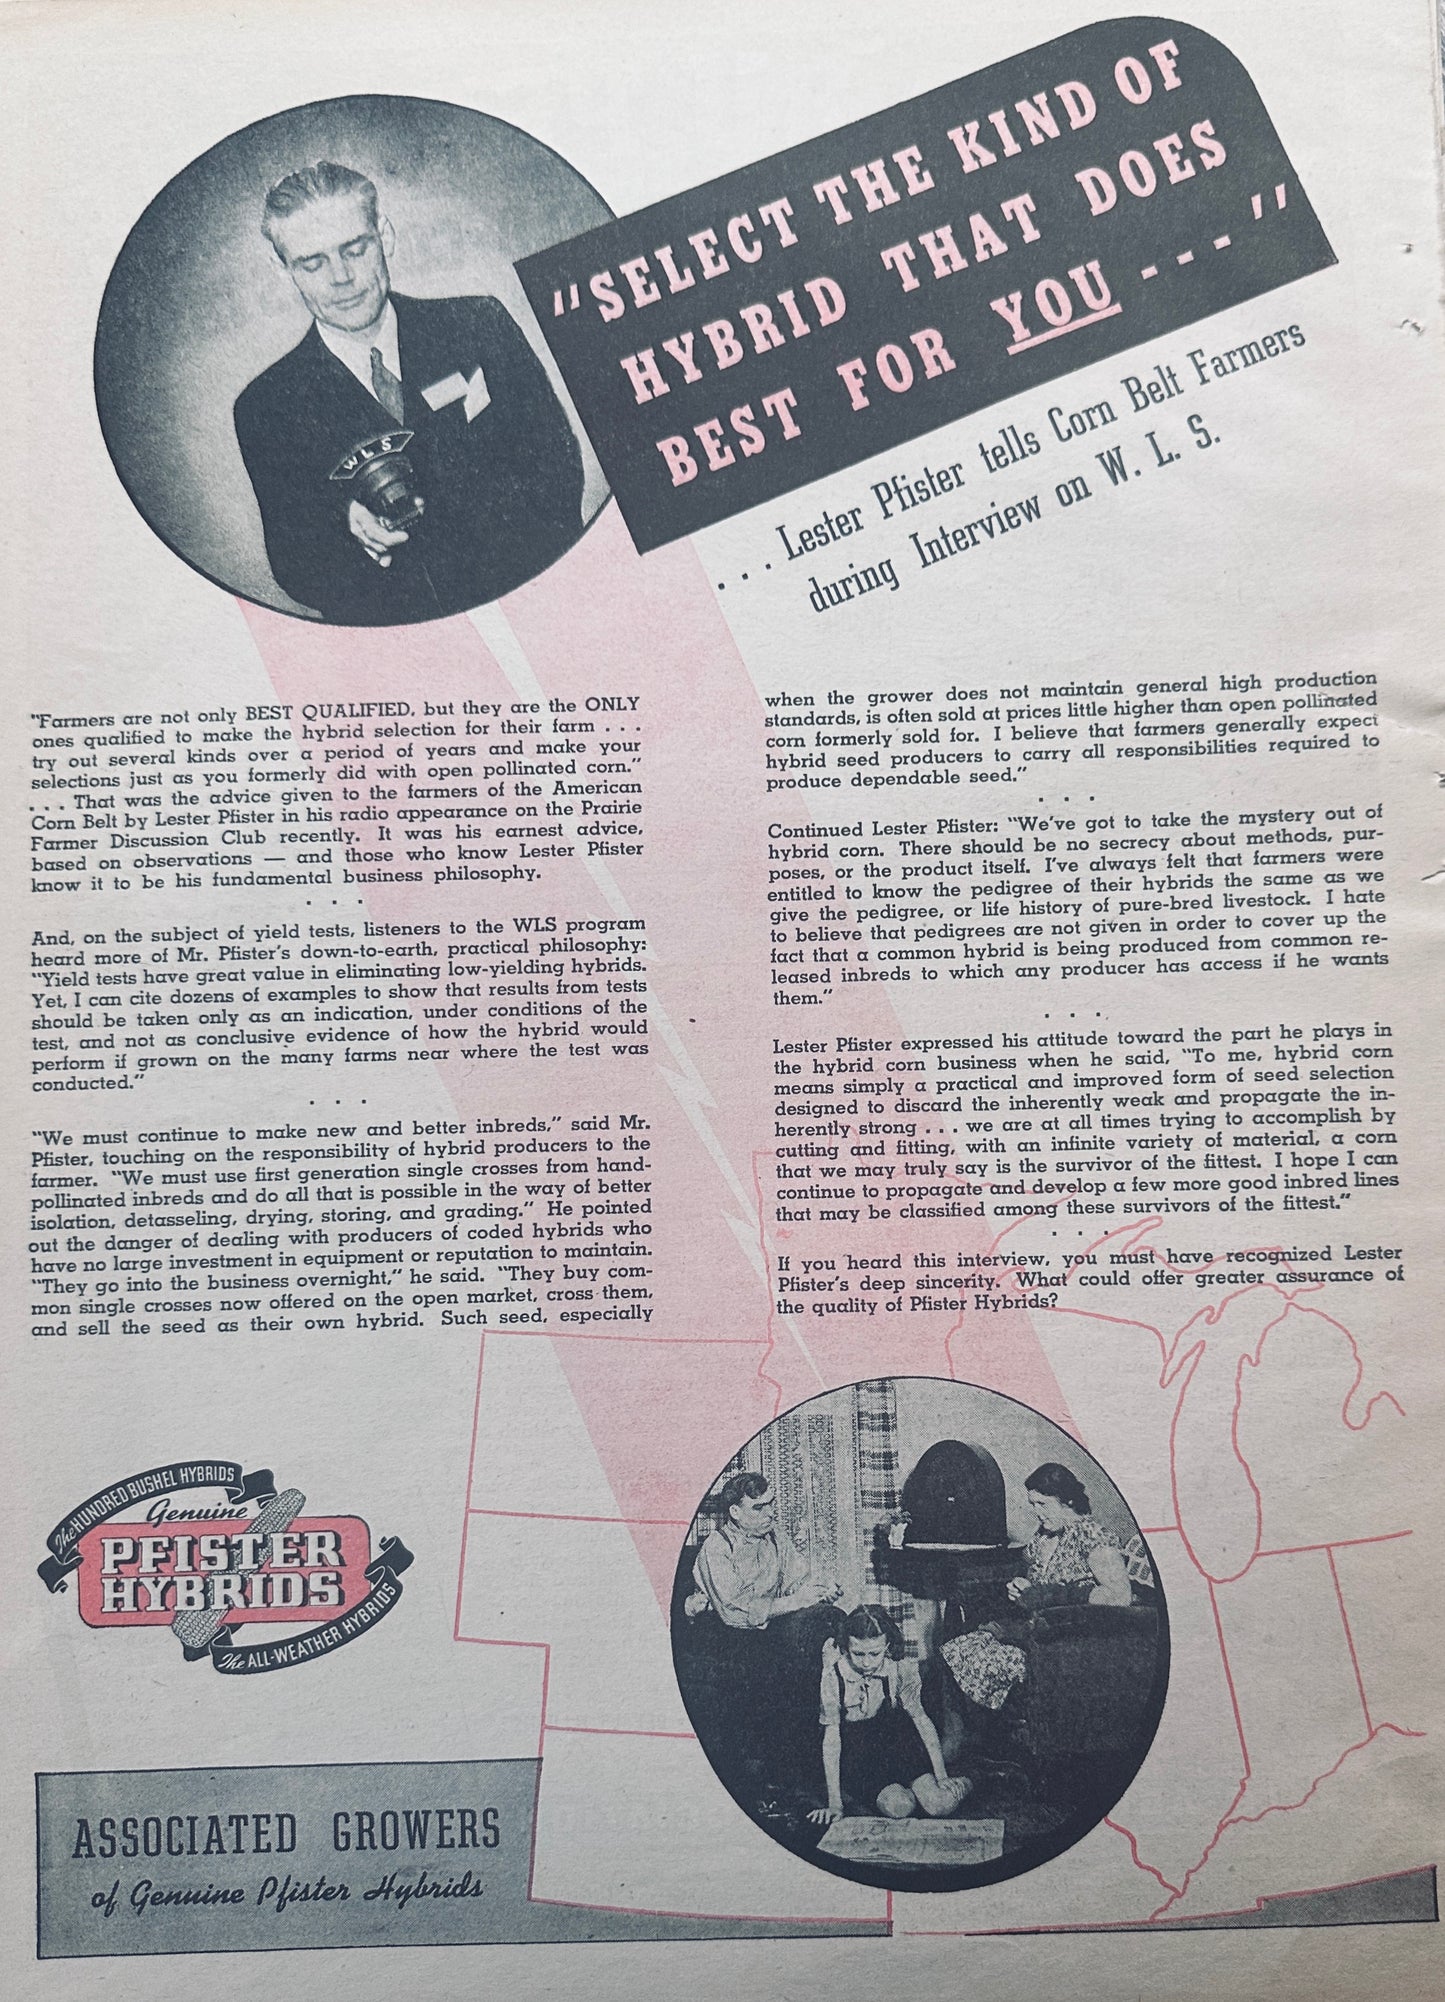 "SELECT THE KIND OF
HYBRID THAT DOES
BEST FOR YOU - - - "
. . . Lester Pfister tells Corn Belt Farmers
during Interview on W. L. S.
WLS
"Farmers are not only BEST QUALIFIED, but they are the ONLY
ones qualified to make the hybrid selection for their farm . . .
try out several kinds over a period of years and make your
selections just as you formerly did with open pollinated corn."
. . . That was the advice given to the farmers of the American
Corn Belt by Lester Pfister in his radio appearance on the Prairie
Farmer Discussion Club recently. It was his earnest advice,
based on observations — and those who know Lester Pfister
know it to be his fundamental business philosophy.
. . .
And, on the subject of yield tests, listeners to the WLS program
heard more of Mr. Pfister's down-to-earth, practical philosophy:
"Yield tests have great value in eliminating low-yielding hybrids.
Yet, I can cite dozens of examples to show that results from tests
should be taken only as an indication, under conditions of the
test, and not as conclusive evidence of how the hybrid would
perform if grown on the many farms near where the test was
conducted."
. . .
"We must continue to make new and better inbreds," said Mr.
Pfister, touching on the responsibility of hybrid producers to the
farmer. "We must use first generation single crosses from hand-
pollinated inbreds and do all that is possible in the way of better
isolation, detasseling, drying, storing, and grading." He pointed
out the danger of dealing with producers of coded hybrids who
have no large investment in equipment or reputation to maintain.
"They go into the business overnight," he said. "They buy com-
mon single crosses now offered on the open market, cross them,
and sell the seed as their own hybrid. Such seed, especially
when the grower does not maintain general high production
standards, is often sold at prices little higher than open pollinated
corn formerly sold for. I believe that farmers generally expect
hybrid seed producers to carry all responsibilities required to
produce dependable seed."
. . .
Continued Lester Pfister: "We've got to take the mystery out of
hybrid corn. There should be no secrecy about methods, pur-
poses, or the product itself. I've always felt that farmers were
entitled to know the pedigree of their hybrids the same as we
give the pedigree, or life history of pure-bred livestock. I hate
to believe that pedigrees are not given in order to cover up the
fact that a common hybrid is being produced from common re-
leased inbreds to which any producer has access if he wants
them."
. . .
Lester Pfister expressed his attitude toward the part he plays in
the hybrid corn business when he said, "To me, hybrid corn
means simply a practical and improved form of seed selection
designed to discard the inherently weak and propagate the in-
herently strong . . . we are at all times trying to accomplish by
cutting and fitting, with an infinite variety of material, a corn
that we may truly say is the survivor of the fittest. I hope I can
continue to propagate and develop a few more good inbred lines
that may be classified among these survivors of the fittest."
. . .
If you heard this interview, you must have recognized Lester
Pfister's deep sincerity. What could offer greater assurance of
the quality of Pfister Hybrids?
The HUNDRED BUSHEL HYBRIDS
Genuine
PFISTER
HYBRIDS
The ALL-WEATHER HYBRIDS
ASSOCIATED GROWERS
of Genuine Pfister Hybrids